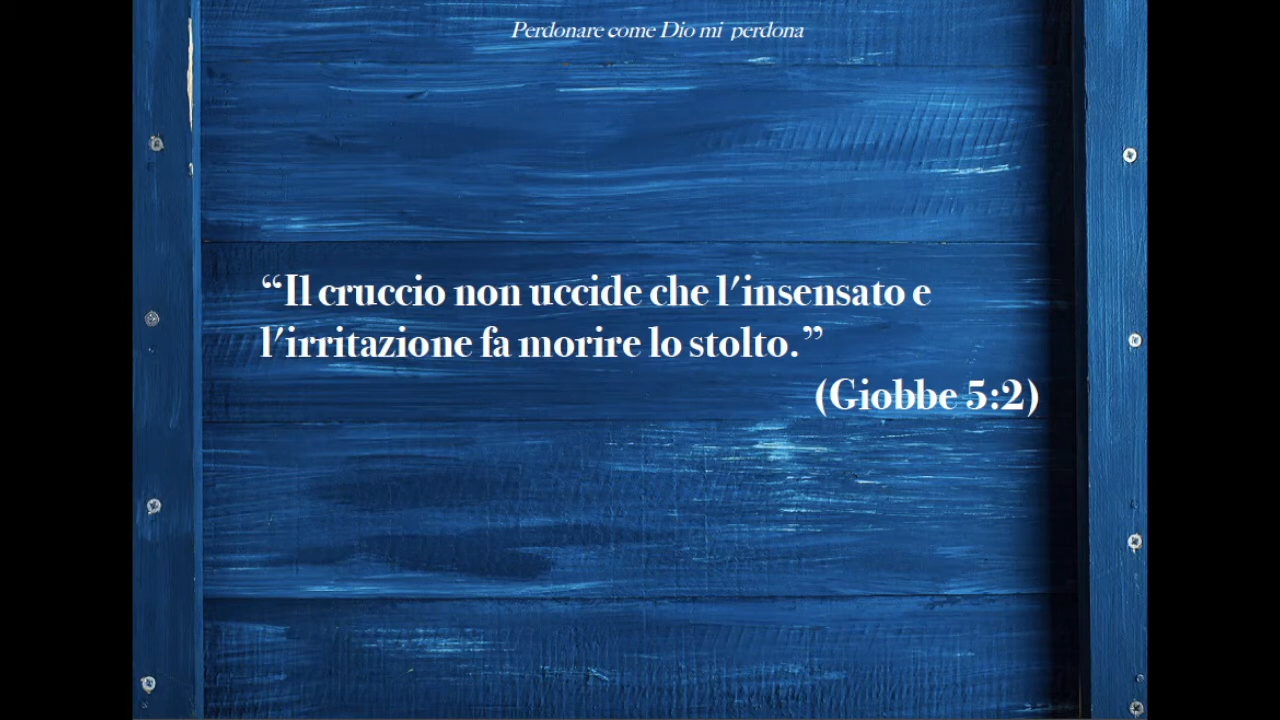 Perdonare come Dio mi perdona
“Il cruccio non uccide che l'insensato e
l'irritazione fa morire lo stolto.”
(Giobbe 5:2)